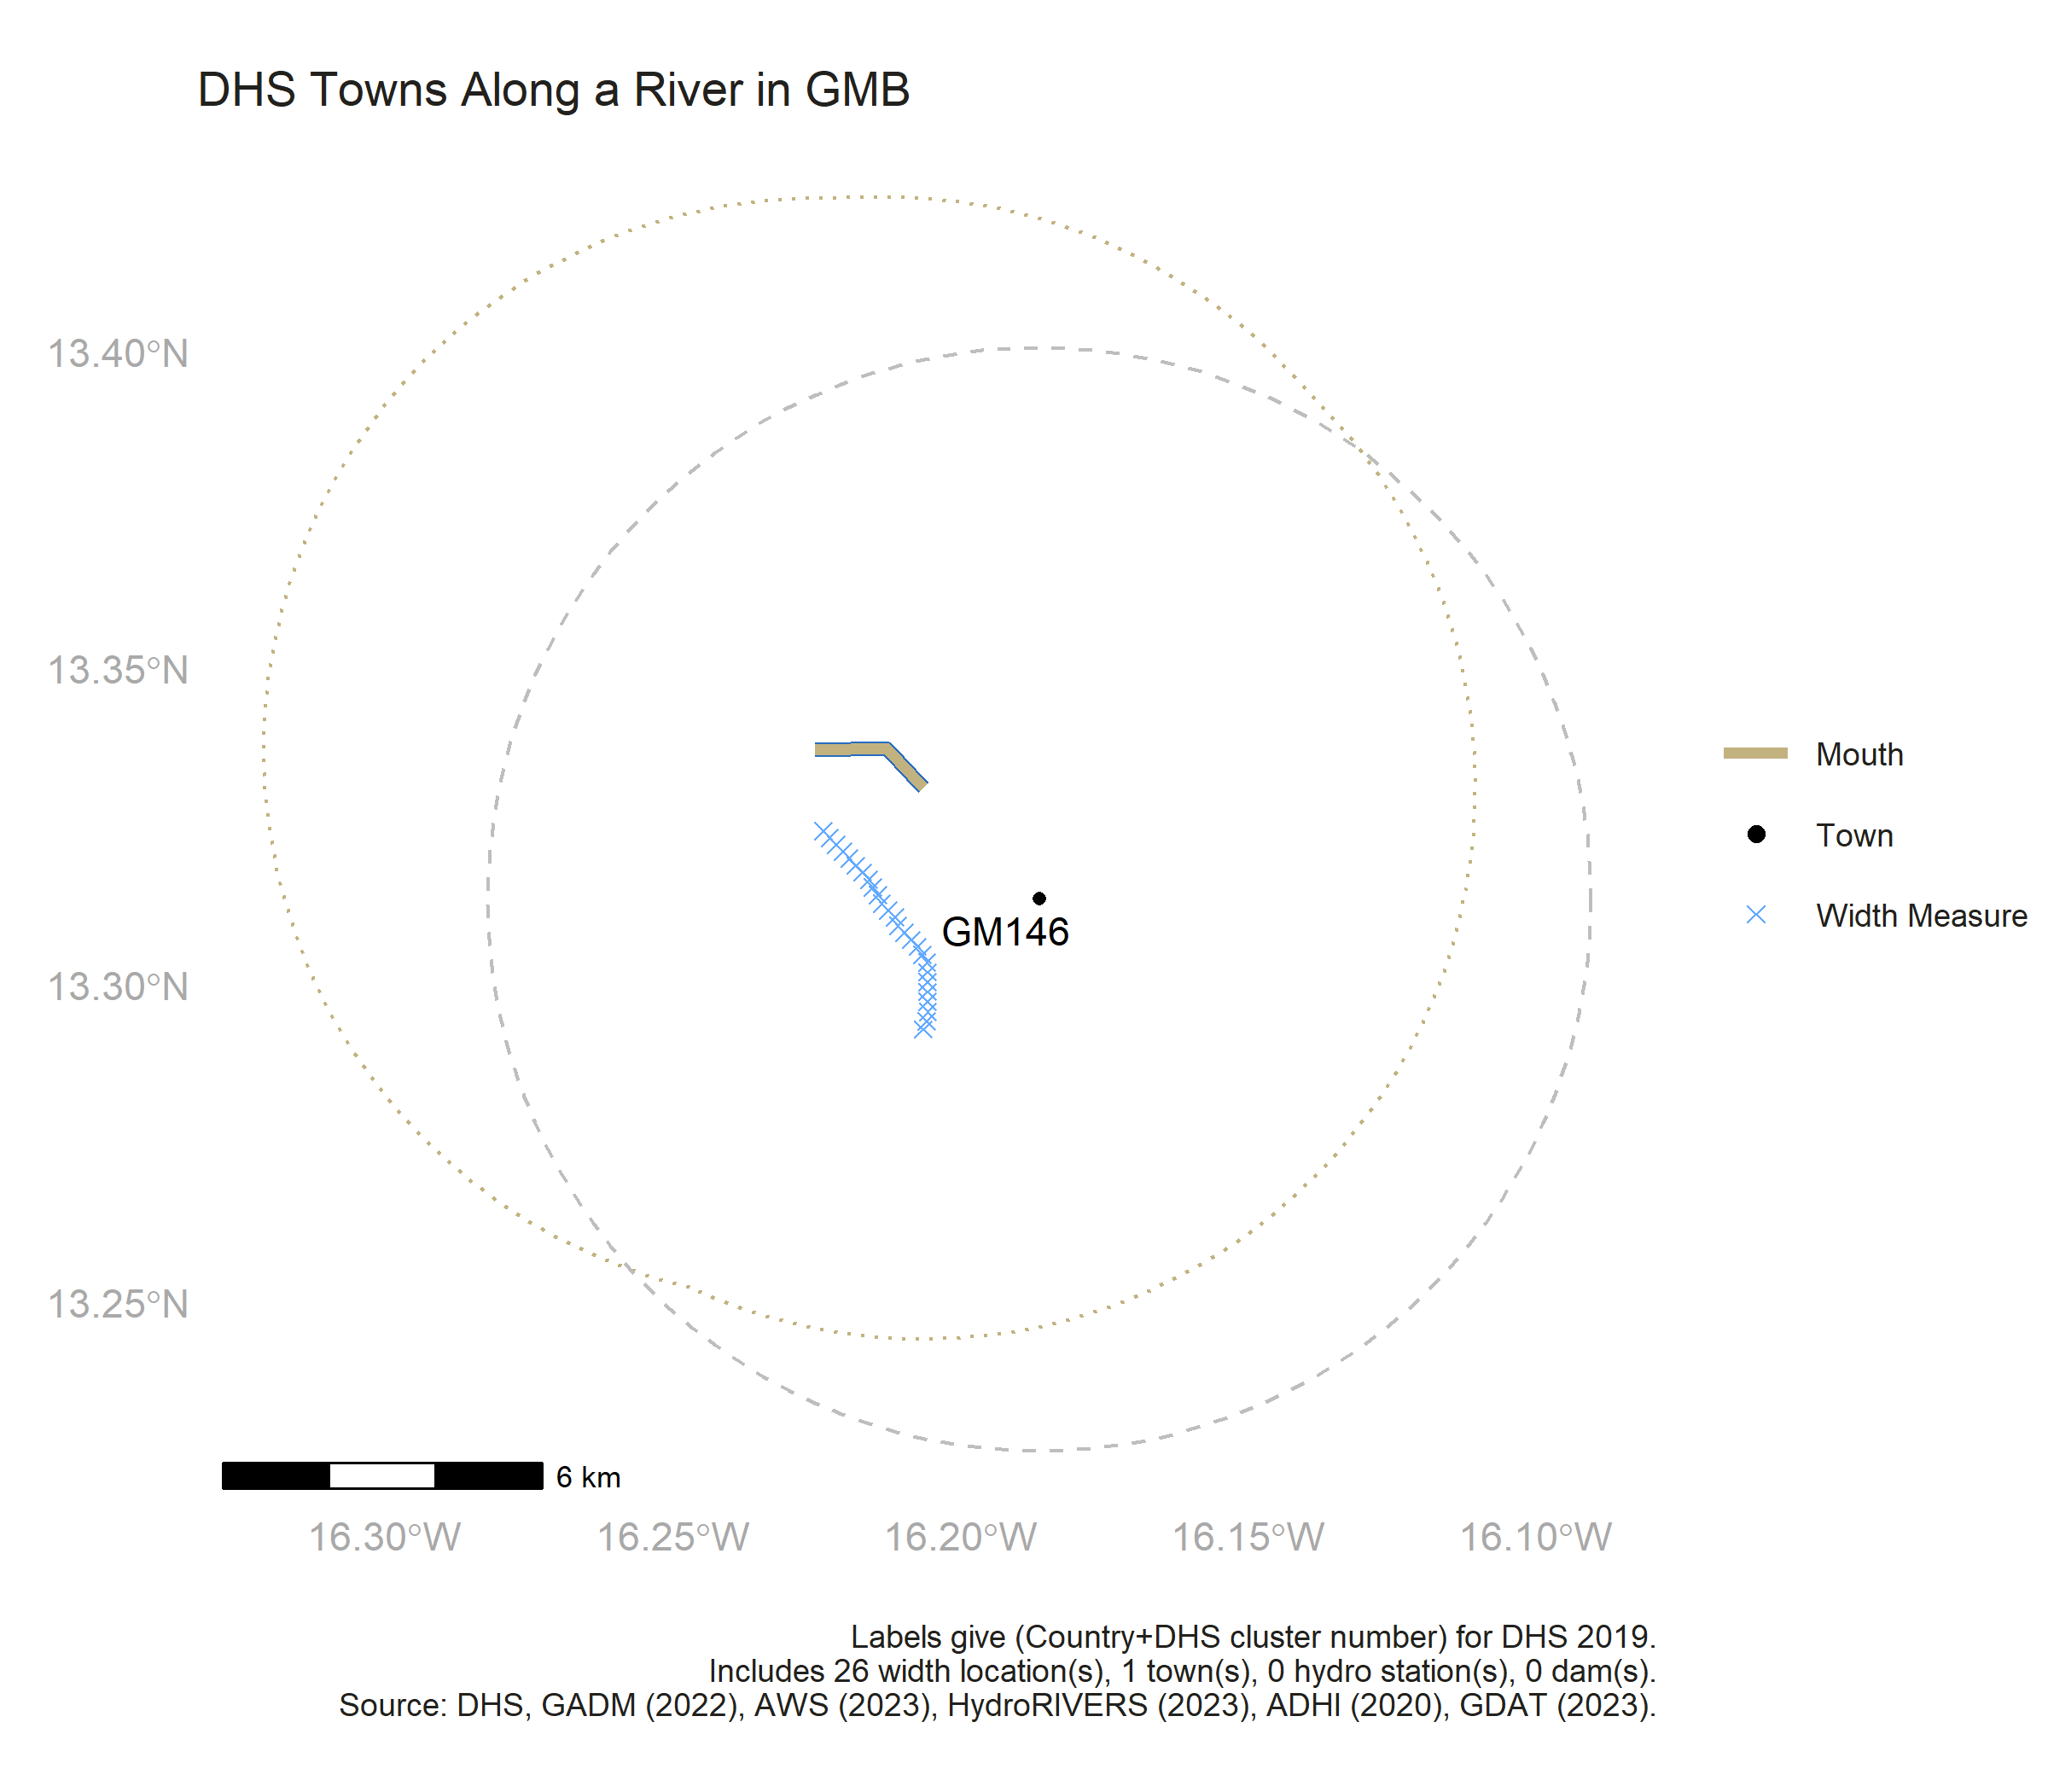 DHS Towns Along a River in GMB
13.40°N
13.35°N
13.30°N
13.25°N
Mouth
Town
Width Measure
GM146
6 km
16.30°W 16.25°W 16.20°W 16.15°W 16.10°W
Labels give (Country+DHS cluster number) for DHS 2019.
Includes 26 width location(s), 1 town(s), 0 hydro station(s), 0 dam(s).
Source: DHS, GADM (2022), AWS (2023), HydroRIVERS (2023), ADHI (2020), GDAT (2023).